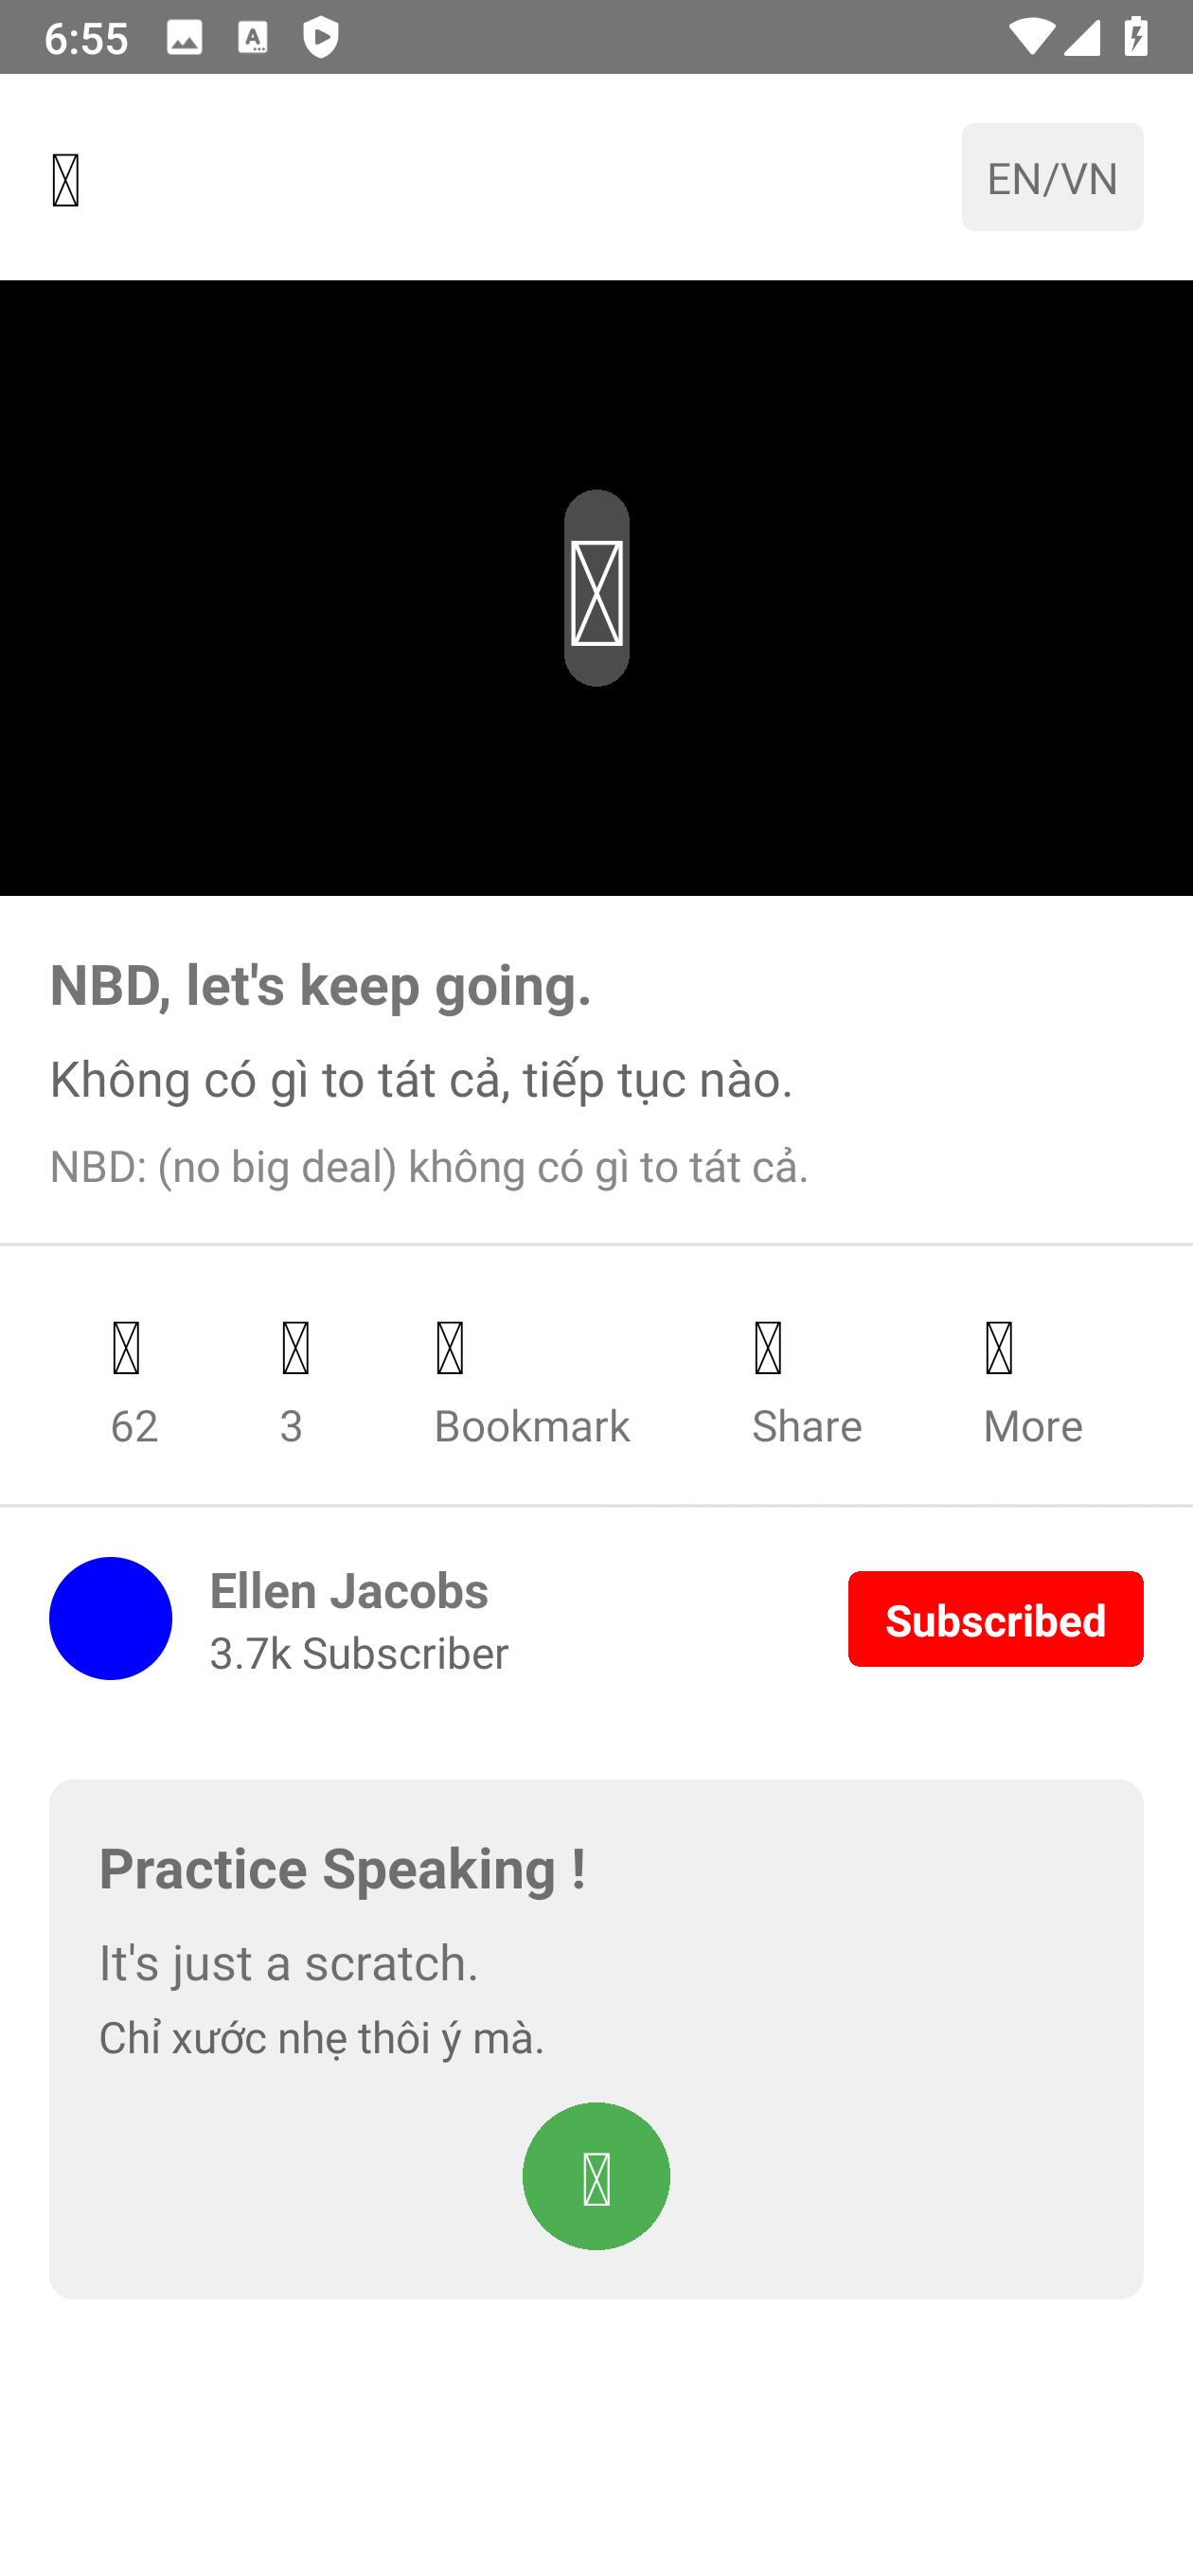 6:55
EN/VN
NBD, let's keep going.
Không có gì to tát cả, tiếp tục nào.
NBD: (no big deal) không có gì to tát cả.
62
3
Bookmark
Share
More
Ellen Jacobs
3.7k Subscriber
Subscribed
Practice Speaking !
It's just a scratch.
Chỉ xước nhẹ thôi ý mà.